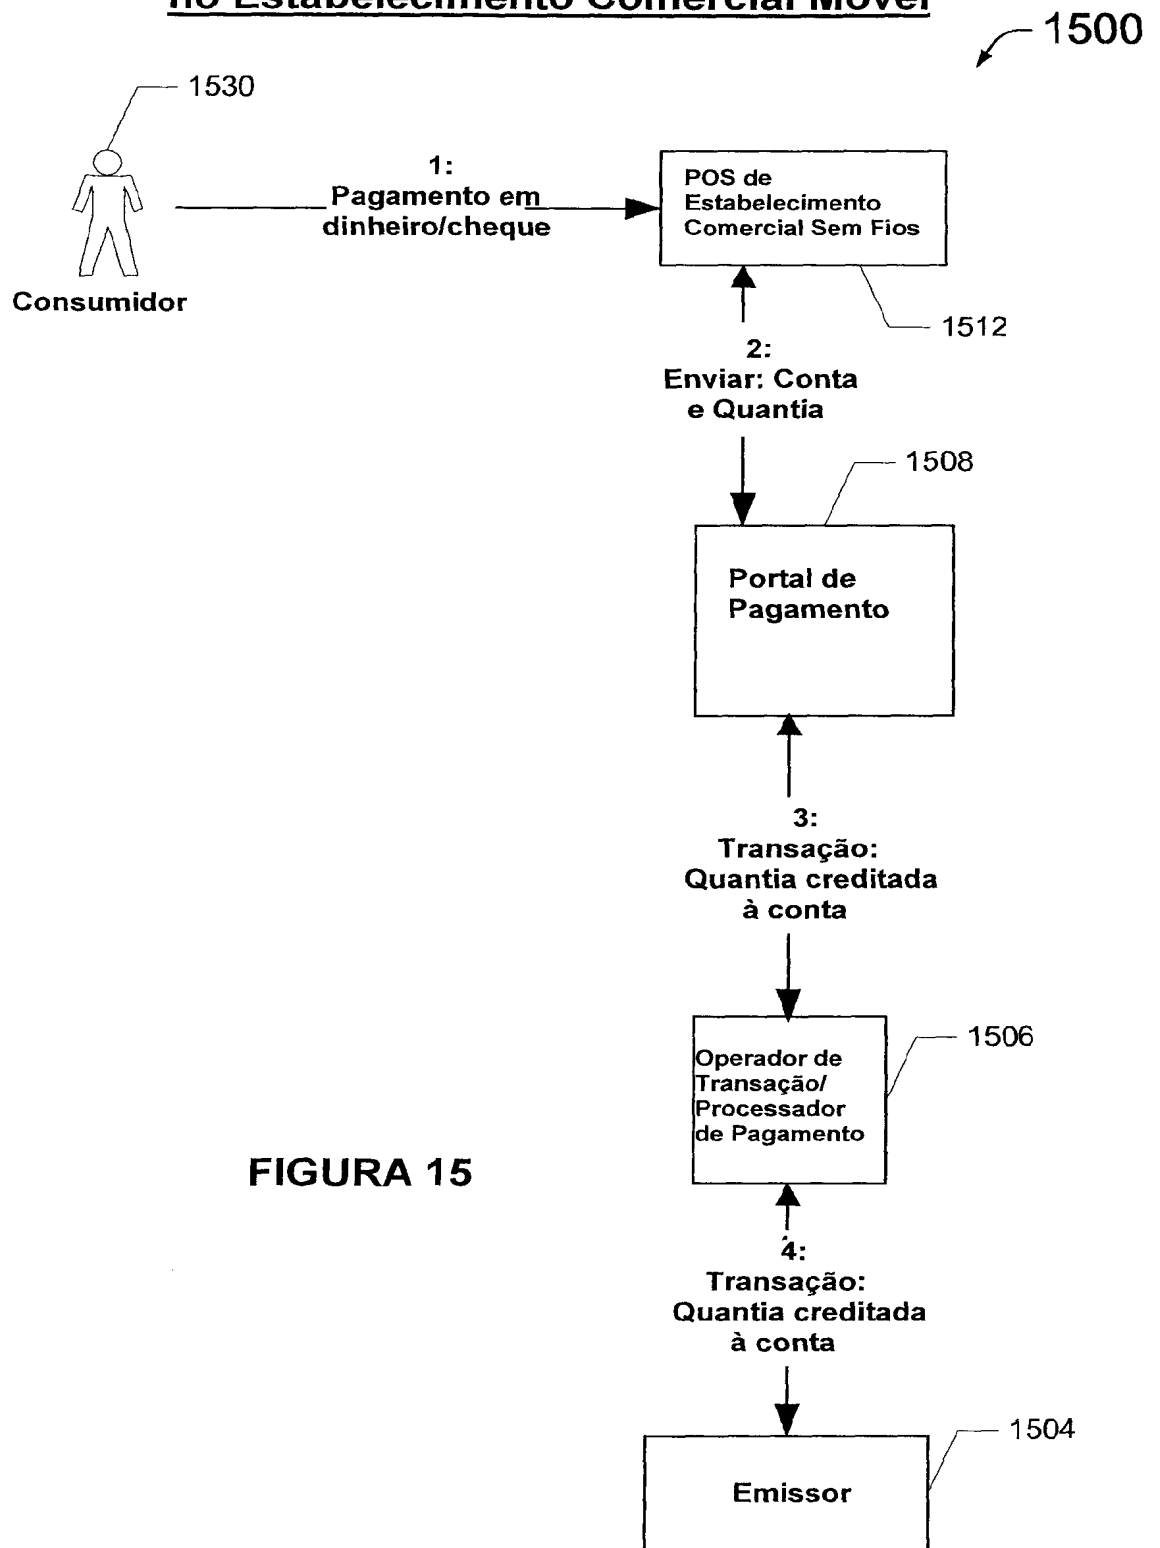 no Estabelecimento Comercial Móvel
1500
1530
1:
Pagamento em
dinheiro/cheque
POS de
Estabelecimento
Comercial Sem Fios
Consumidor
1512
2:
Enviar: Conta
e Quantia
1508
Portal de
Pagamento
3:
Transação:
Quantia creditada
à conta
1506
Operador de
Transação/
Processador
de Pagamento
FIGURA 15
4:
Transação:
Quantia creditada
à conta
1504
Emissor